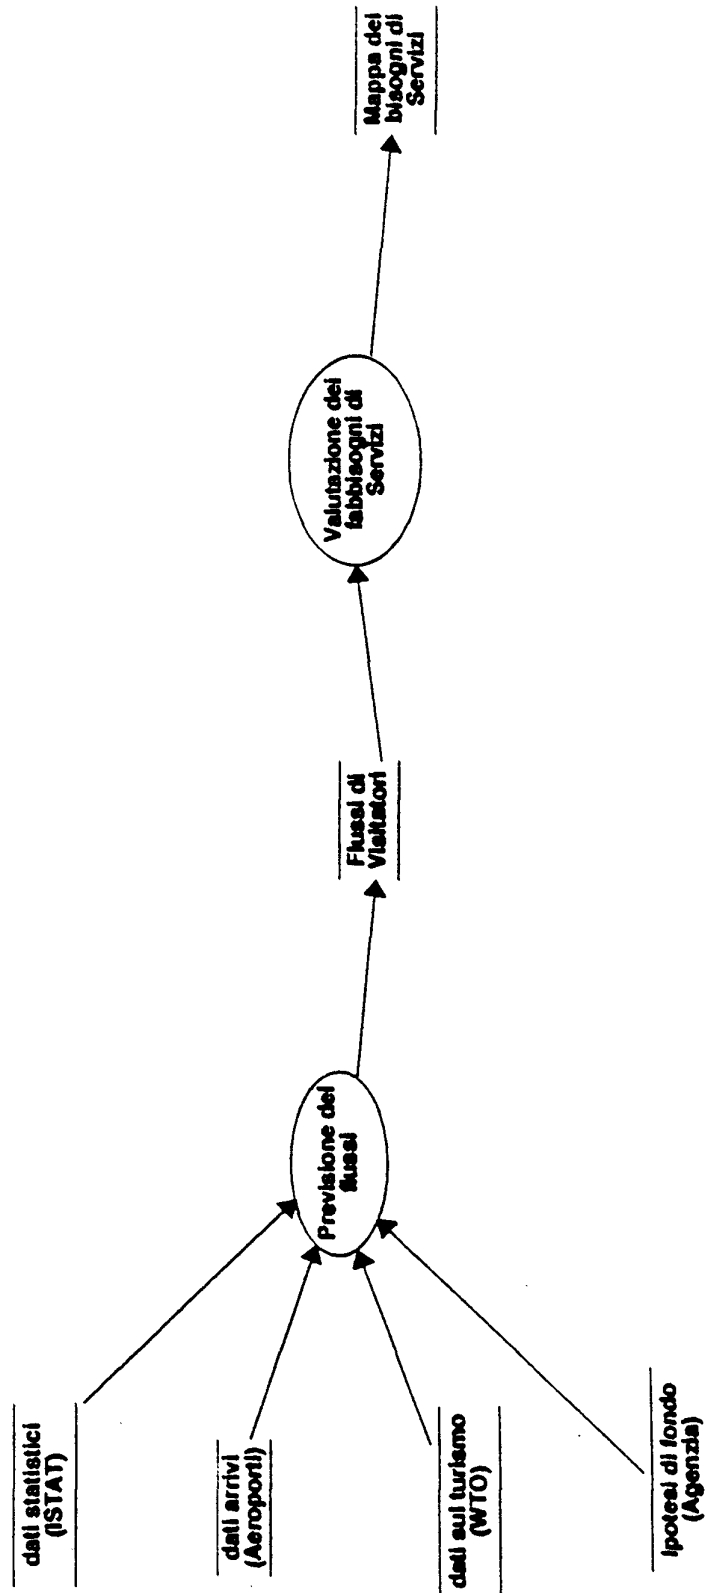 dati statistici
(ISTAT)
dati arrivi
(Aeroporti)
dati sul turismo
(WTO)
Ipotesi di fondo
(Agenzia)
Previsione dei
flussi
Flussi di
Visitatori
Valutazione dei
fabbisogni di
Servizi
Mappa dei
bisogni di
Servizi